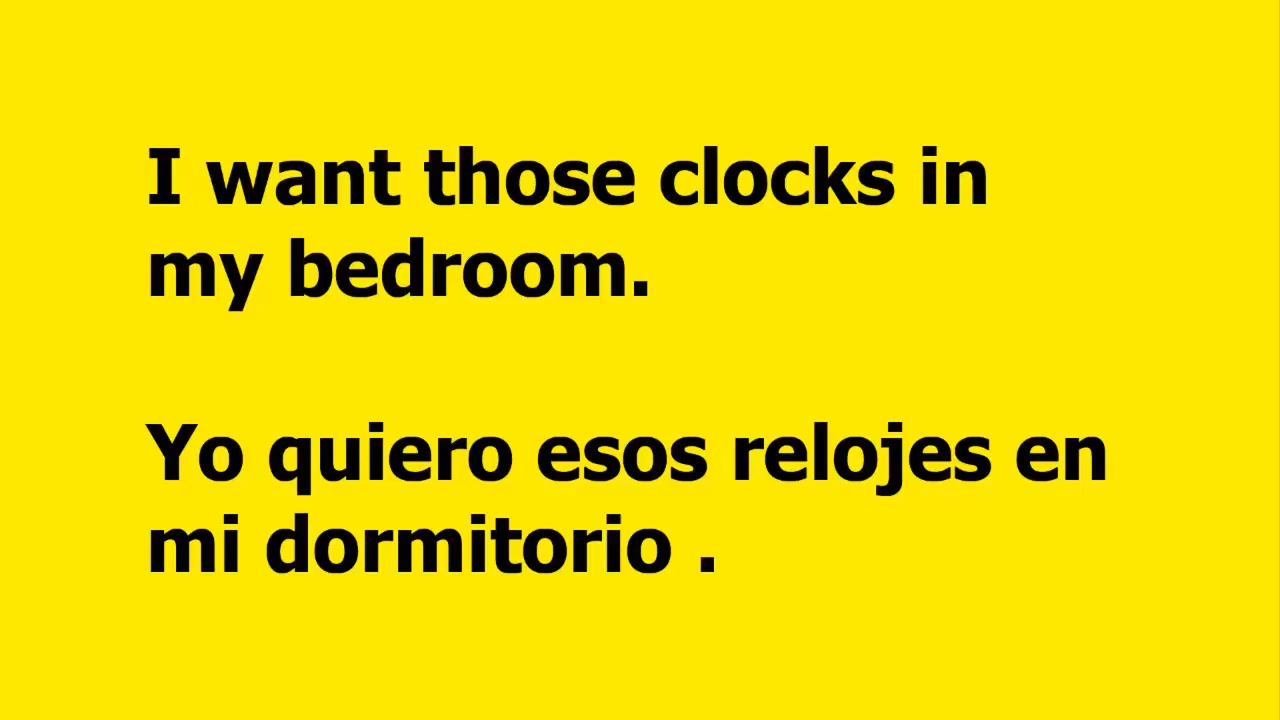 I want those clocks in
my bedroom.
Yo quiero esos relojes en
mi dormitorio .